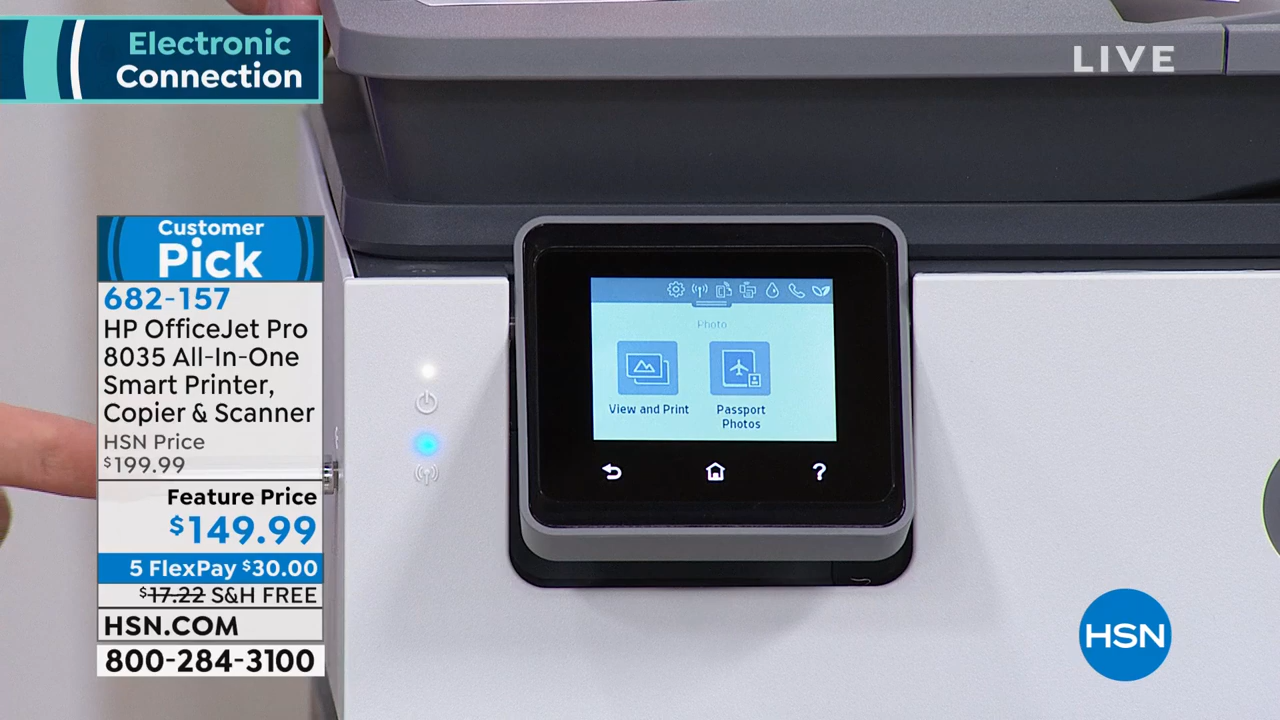 Electronic
Connection
LIVE
Customer
Pick
682-157
HP OfficeJet Pro
8035 All-In-One
Smart Printer,
Copier & Scanner
HSN Price
$199.99
Feature Price
$149.99
5 FlexPay $30.00
$17.22 S&H FREE
HSN.COM
800-284-3100
Photo
View and Print
Passport
Photos
?
HSN